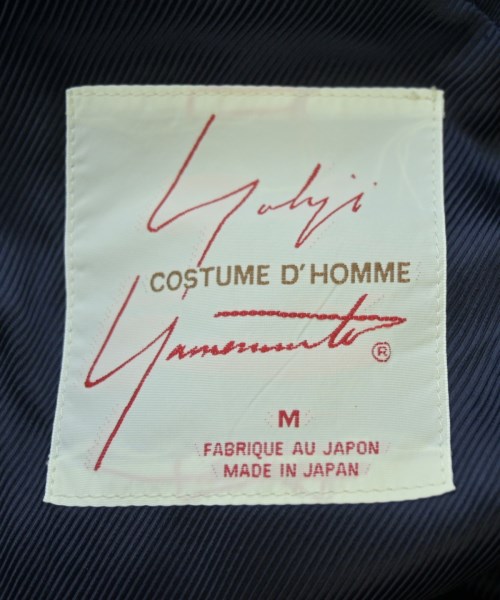 Yohji
COSTUME D'HOMME
Yamamoto ®
M
FABRIQUE AU JAPON
MADE IN JAPAN